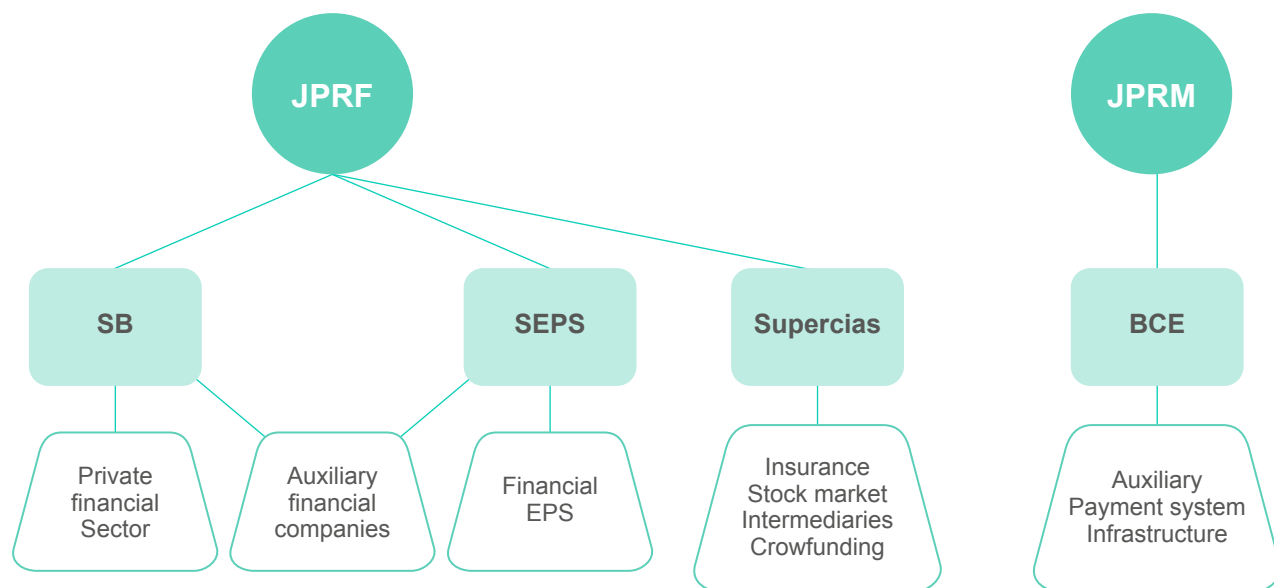 JPRF
JPRM
SB
SEPS
Supercias
BCE
Private
financial
Sector
Auxiliary
financial
companies
Financial
EPS
Insurance
Stock market
Intermediaries
Crowfunding
Auxiliary
Payment system
Infrastructure